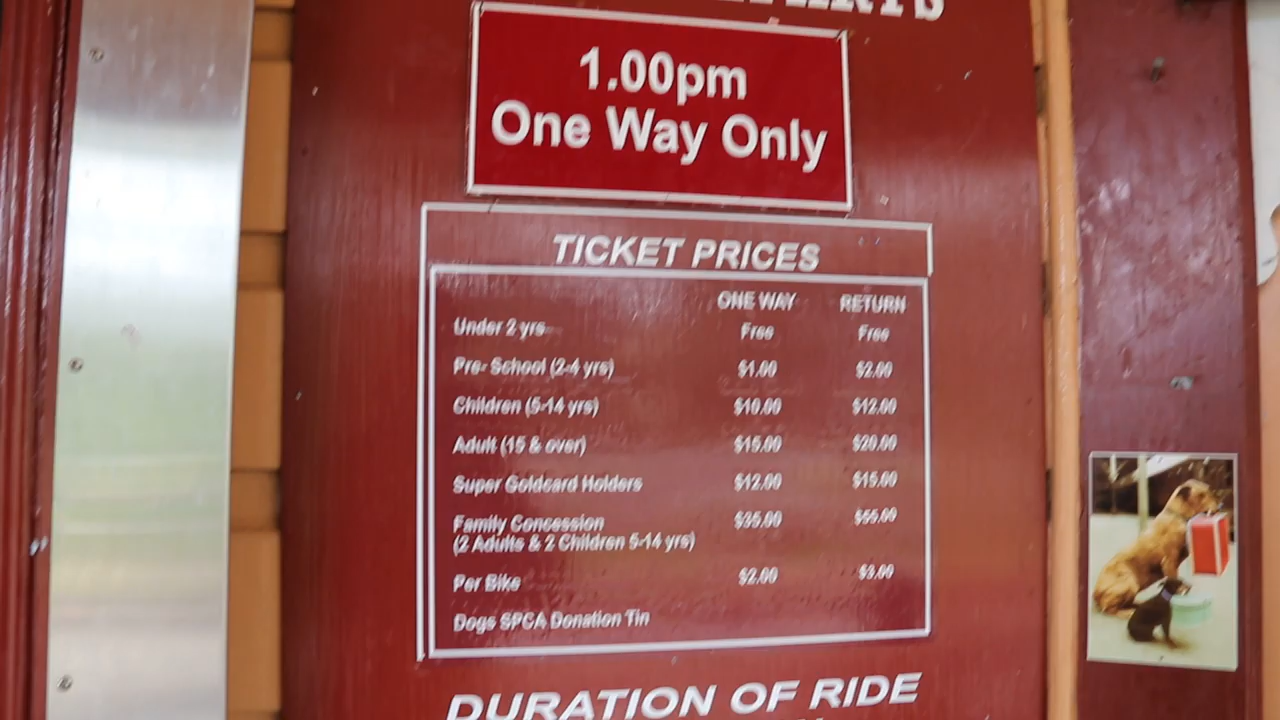 1.00pm
One Way Only
TICKET PRICES
ONE WAY RETURN
Under 2 yrs Free Free
Pre- School (2-4 yrs) $1.00 $2.00
Children (5-14 yrs) $10.00 $12.00
Adult (15 & over) $15.00 $20.00
Super Goldcard Holders $12.00 $15.00
Family Concession $35.00 $55.00
(2 Adults & 2 Children 5-14 yrs)
Per Bike $2.00 $3.00
Dogs SPCA Donation Tin
DURATION OF RIDE